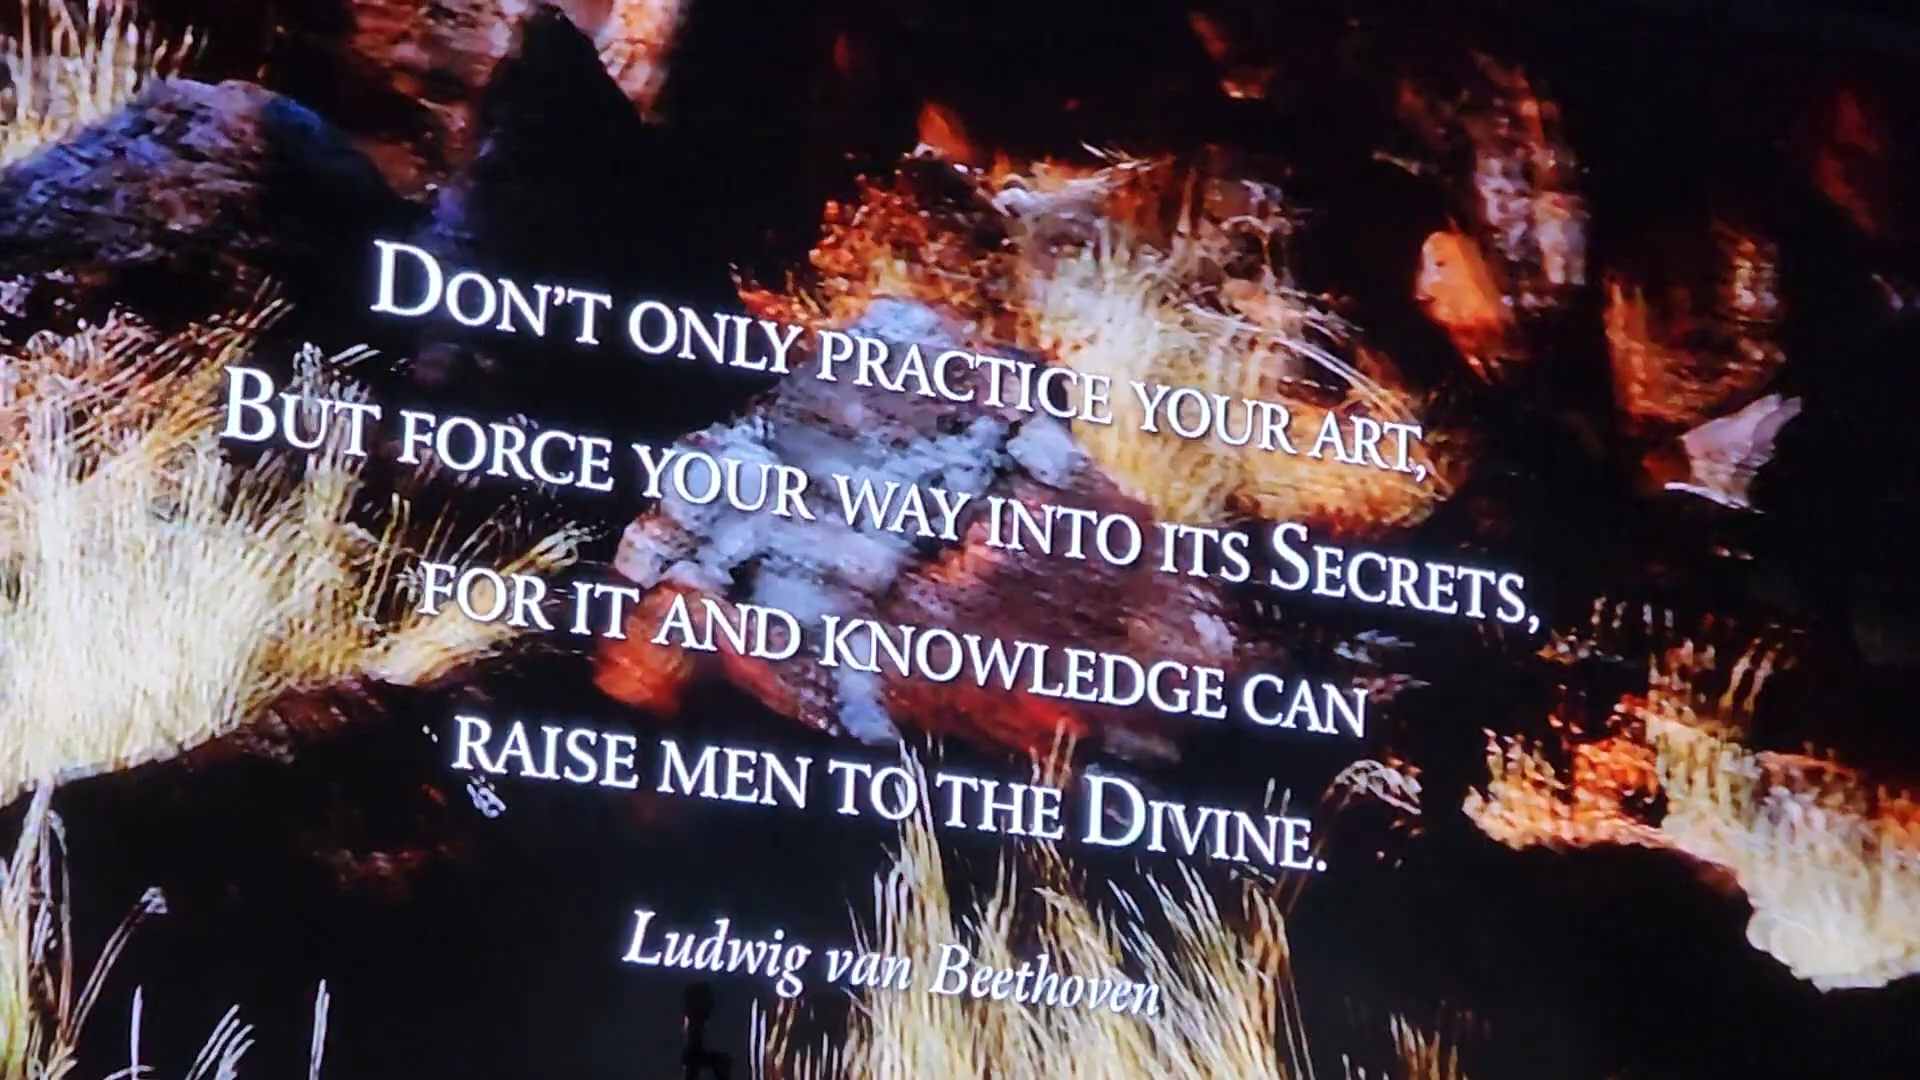 Don't only practice your art,
But force your way into its Secrets,
for it and knowledge can
raise men to the Divine.
Ludwig van Beethoven